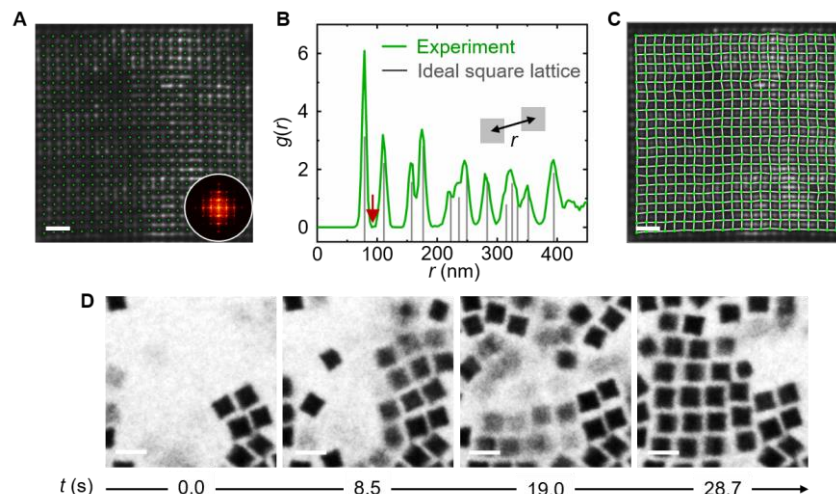 A
B
C
6
4
2
0
g(r)
Experiment
Ideal square lattice
r
0 100 200 300 400
r (nm)
D
t (s) 0.0 8.5 19.0 28.7